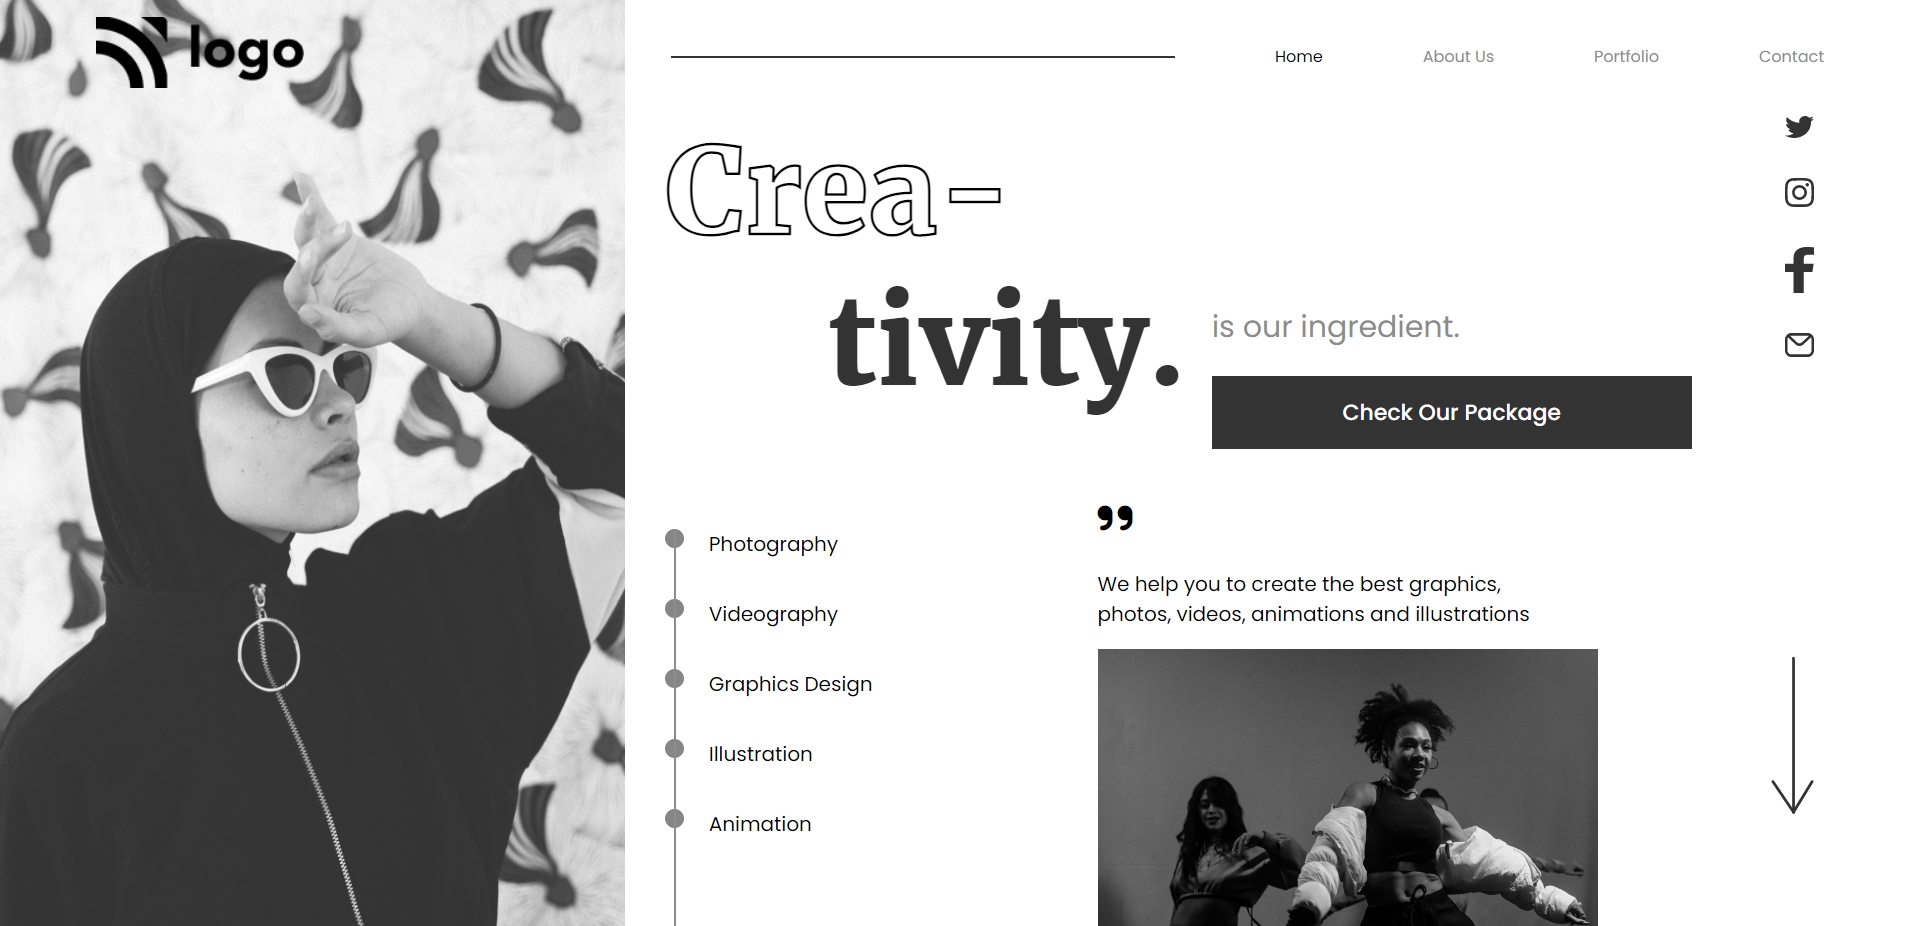 logo
Home
About Us
Portfolio
Contact
Crea-
tivity.
is our ingredient.
Check Our Package
Photography
Videography
Graphics Design
Illustration
Animation
”
We help you to create the best graphics,
photos, videos, animations and illustrations